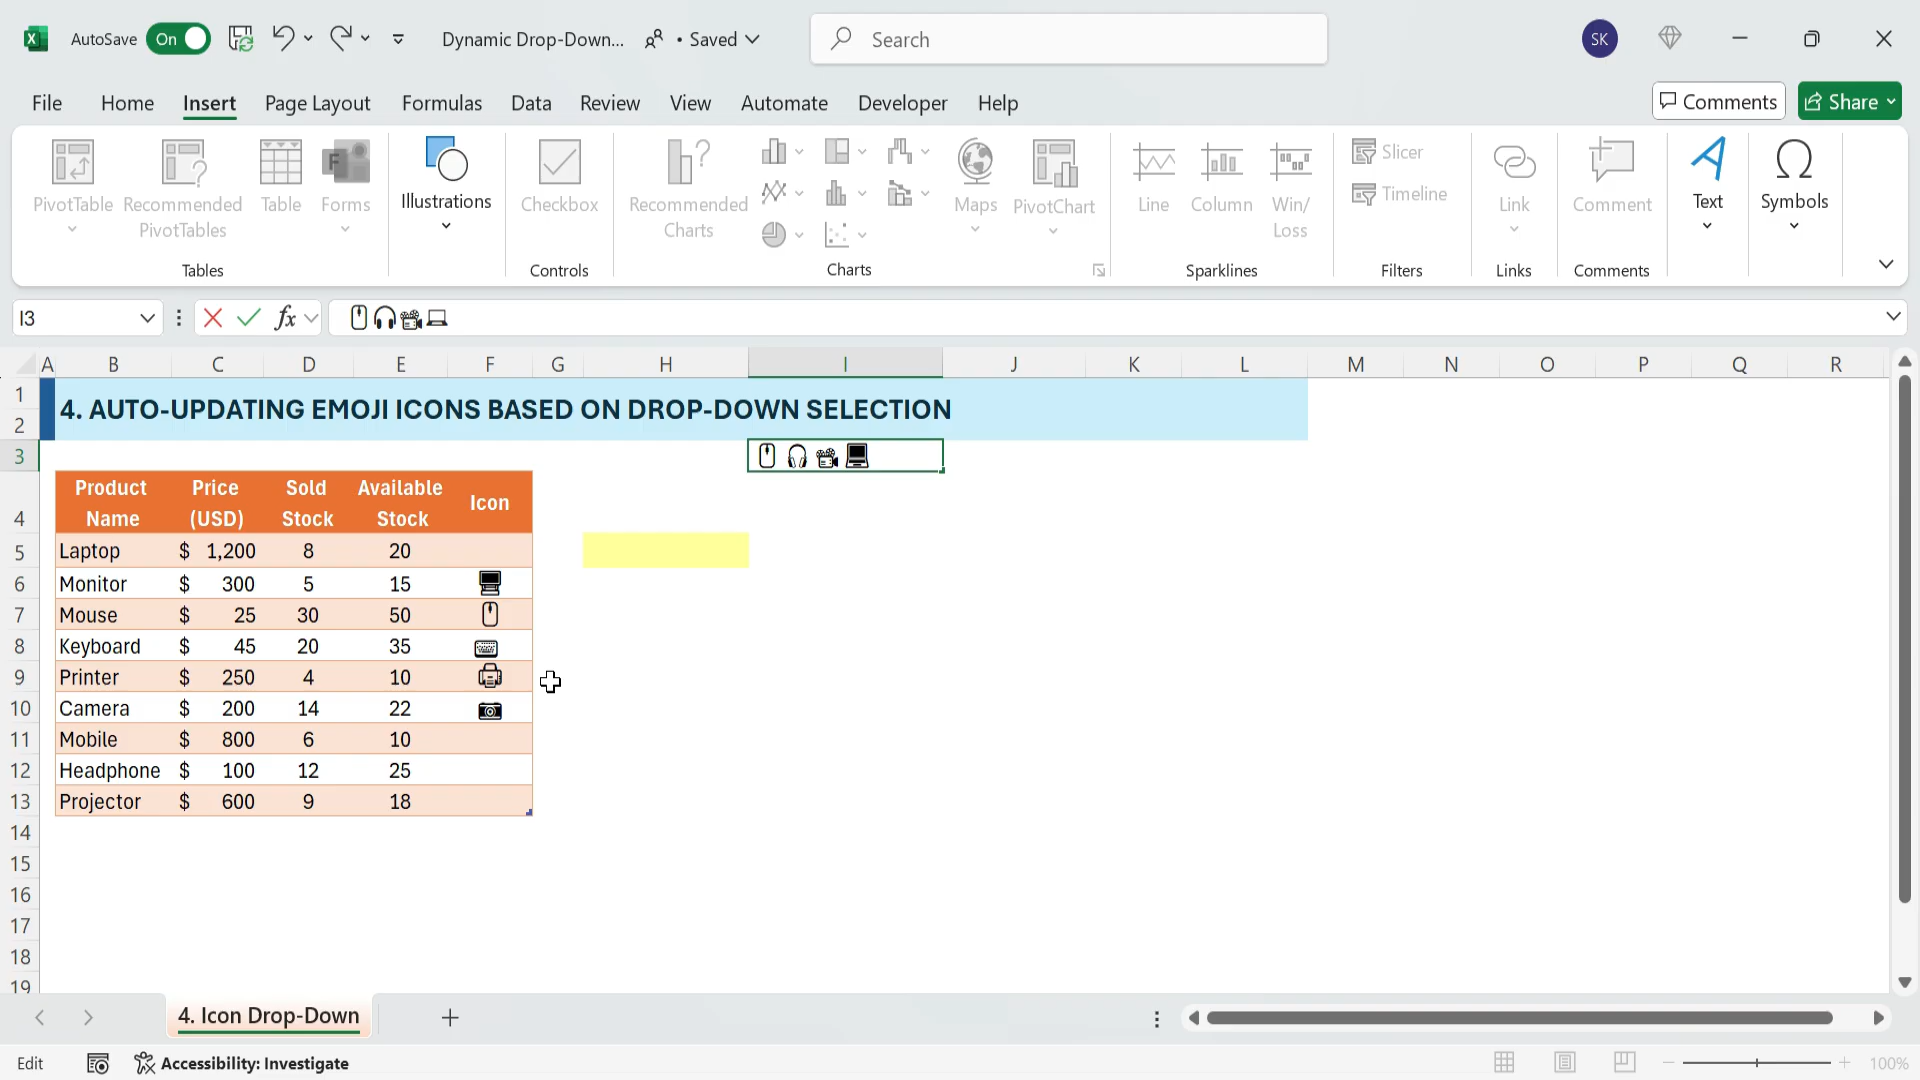 AutoSave On Dynamic Drop-Down... • Saved Search SK
File Home Insert Page Layout Formulas Data Review View Automate Developer Help Comments Share
PivotTable Recommended PivotTables Table Forms Illustrations Checkbox Recommended Charts Maps PivotChart Line Column Win/Loss Slicer Timeline Link Comment Text Symbols
Tables Controls Charts Sparklines Filters Links Comments
I3 fx 🖱🎧📽💻
A B C D E F G H I J K L M N O P Q R
1
2
4. AUTO-UPDATING EMOJI ICONS BASED ON DROP-DOWN SELECTION
3 🖱🎧📽💻
4 Product Name Price (USD) Sold Stock Available Stock Icon
5 Laptop $ 1,200 8 20
6 Monitor $ 300 5 15 🖥
7 Mouse $ 25 30 50 🖱
8 Keyboard $ 45 20 35 ⌨
9 Printer $ 250 4 10 🖨
10 Camera $ 200 14 22 📷
11 Mobile $ 800 6 10
12 Headphone $ 100 12 25
13 Projector $ 600 9 18
14
15
16
17
18
19
4. Icon Drop-Down
Edit Accessibility: Investigate 100%